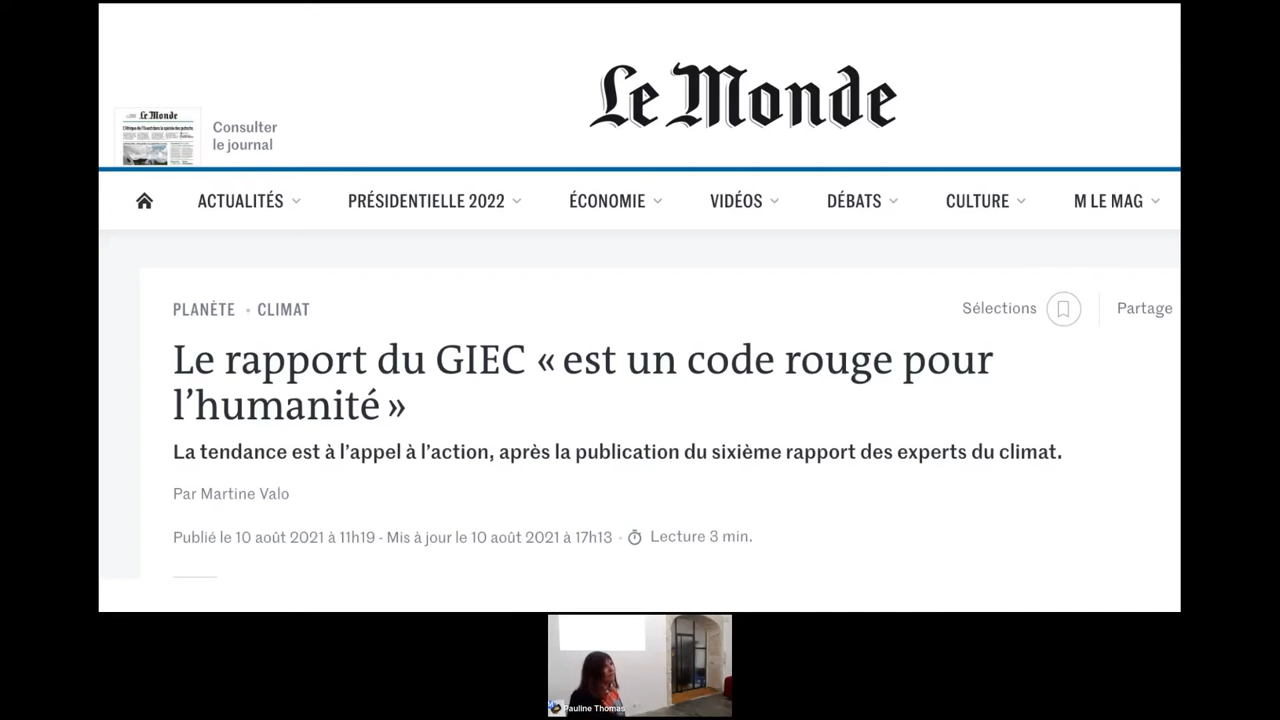 Le Monde
Le Monde
Consulter
le journal
ACTUALITÉS
PRÉSIDENTIELLE 2022
ÉCONOMIE
VIDÉOS
DÉBATS
CULTURE
M LE MAG
PLANÈTE • CLIMAT
Sélections
Partage
Le rapport du GIEC « est un code rouge pour
l’humanité »
La tendance est à l’appel à l’action, après la publication du sixième rapport des experts du climat.
Par Martine Valo
Publié le 10 août 2021 à 11h19 - Mis à jour le 10 août 2021 à 17h13 • Lecture 3 min.
Pauline Thomas